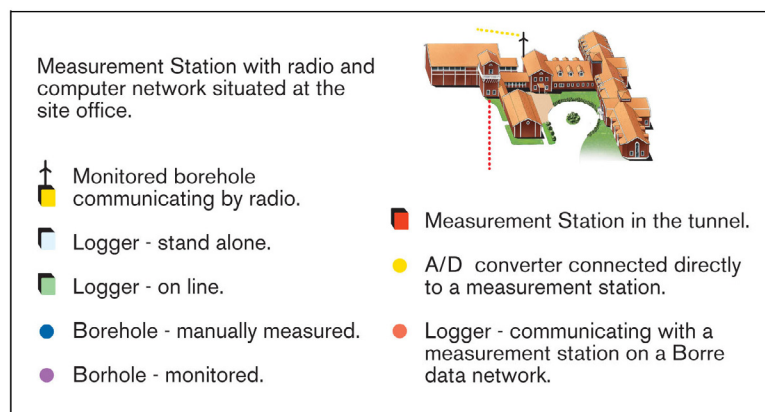 Measurement Station with radio and
computer network situated at the
site office.
Monitored borehole
communicating by radio.
Logger - stand alone.
Logger - on line.
Borehole - manually measured.
Borhole - monitored.
Measurement Station in the tunnel.
A/D converter connected directly
to a measurement station.
Logger - communicating with a
measurement station on a Borre
data network.